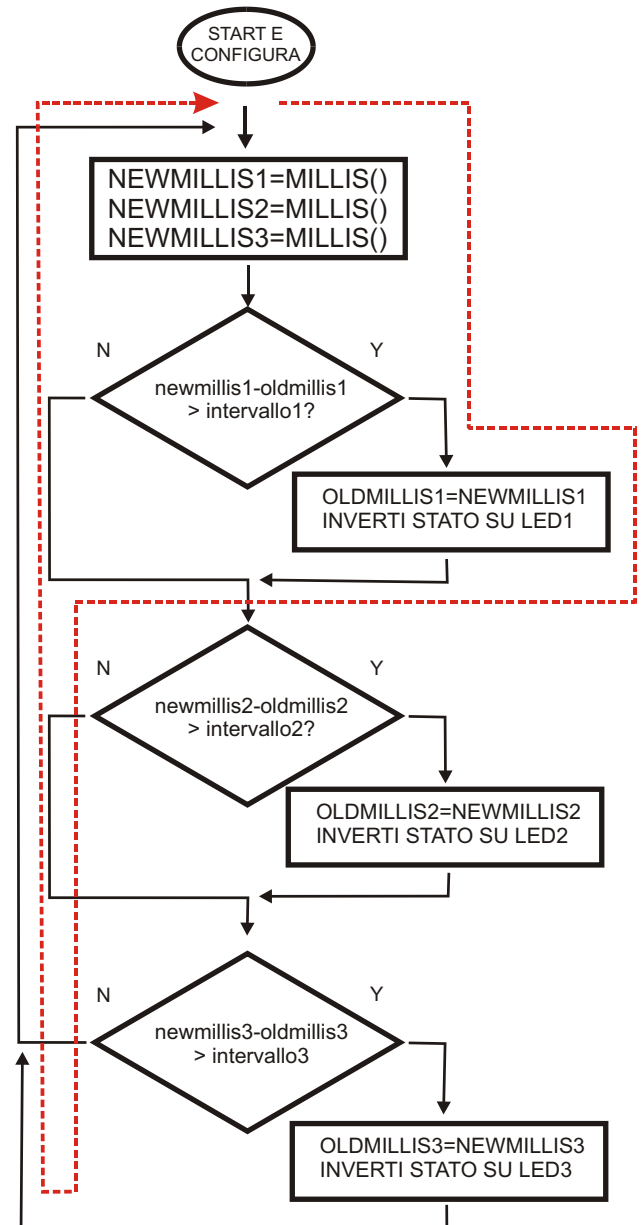 START E
CONFIGURA
NEWMILLIS1=MILLIS()
NEWMILLIS2=MILLIS()
NEWMILLIS3=MILLIS()
N
Y
newmillis1-oldmillis1
> intervallo1?
OLDMILLIS1=NEWMILLIS1
INVERTI STATO SU LED1
N
Y
newmillis2-oldmillis2
> intervallo2?
OLDMILLIS2=NEWMILLIS2
INVERTI STATO SU LED2
N
Y
newmillis3-oldmillis3
> intervallo3
OLDMILLIS3=NEWMILLIS3
INVERTI STATO SU LED3